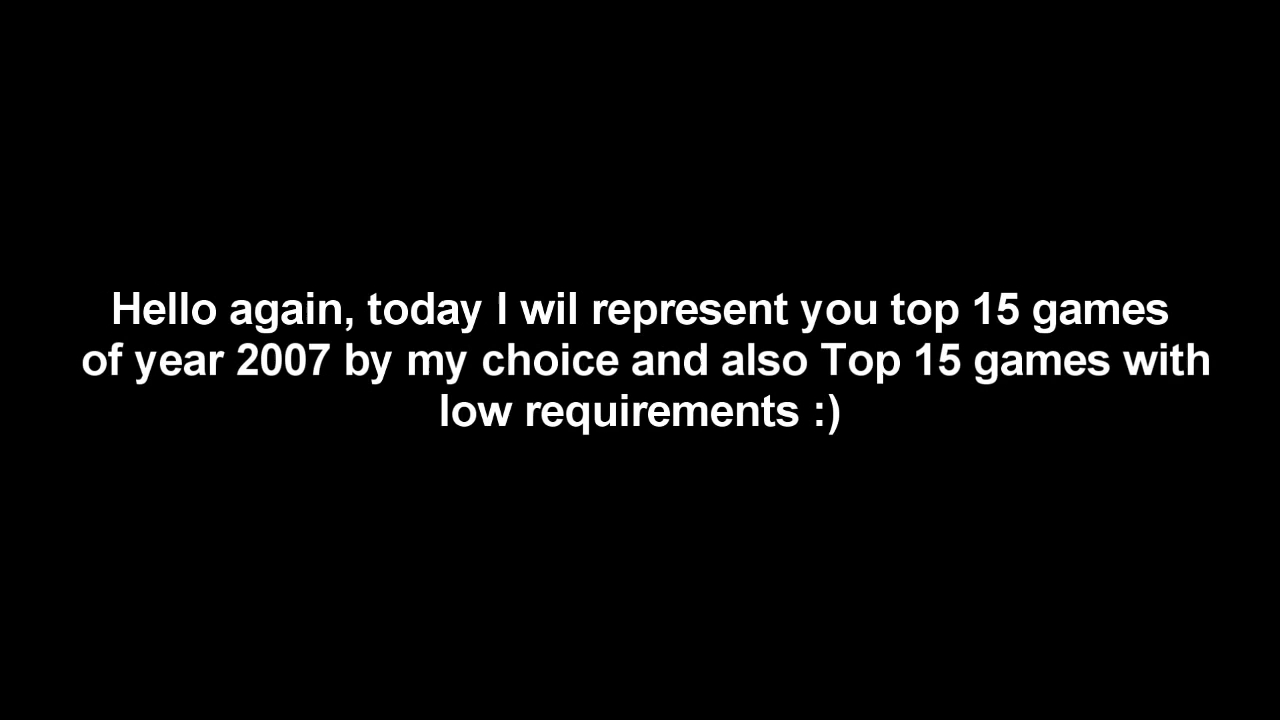 Hello again, today I wil represent you top 15 games
of year 2007 by my choice and also Top 15 games with
low requirements :)